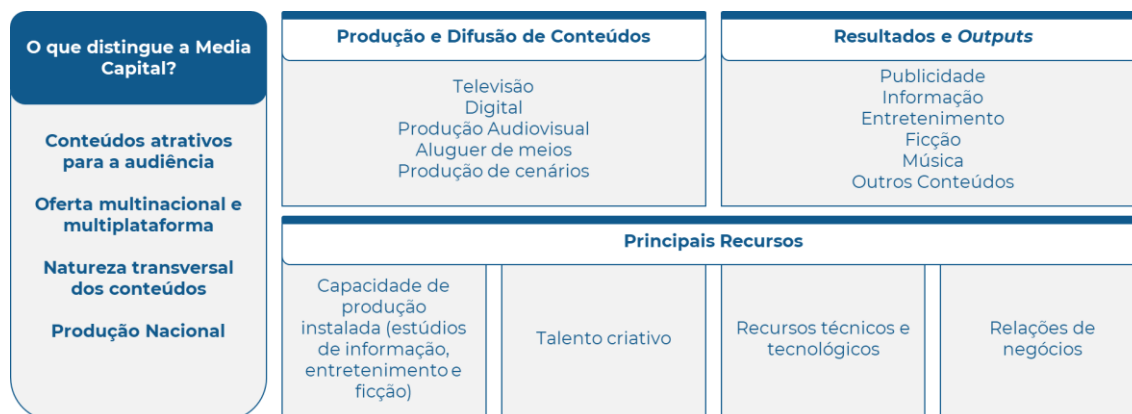 O que distingue a Media
Capital?
Conteúdos atrativos
para a audiência
Oferta multinacional e
multiplataforma
Natureza transversal
dos conteúdos
Produção Nacional
Produção e Difusão de Conteúdos
Televisão
Digital
Produção Audiovisual
Aluguer de meios
Produção de cenários
Resultados e Outputs
Publicidade
Informação
Entretenimento
Ficção
Música
Outros Conteúdos
Principais Recursos
Capacidade de
produção
instalada (estúdios
de informação,
entretenimento e
ficção)
Talento criativo
Recursos técnicos e
tecnológicos
Relações de
negócios